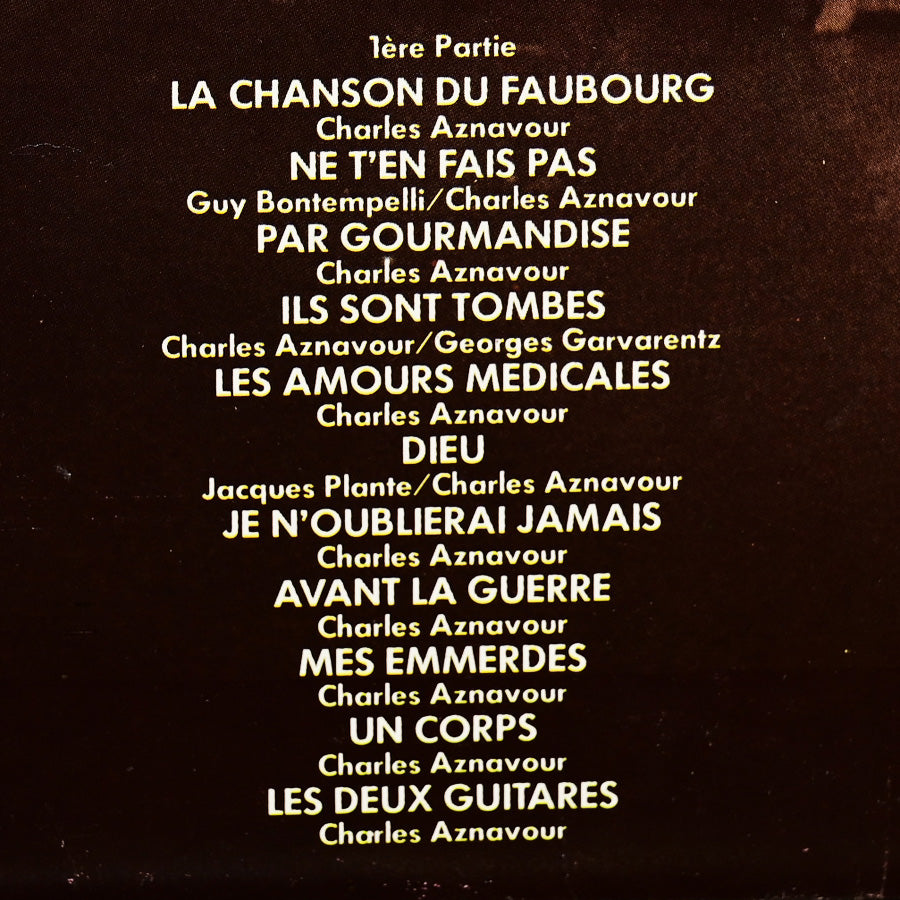 1ère Partie
LA CHANSON DU FAUBOURG
Charles Aznavour
NE T'EN FAIS PAS
Guy Bontempelli/Charles Aznavour
PAR GOURMANDISE
Charles Aznavour
ILS SONT TOMBES
Charles Aznavour/Georges Garvarentz
LES AMOURS MEDICALES
Charles Aznavour
DIEU
Jacques Plante/Charles Aznavour
JE N'OUBLIERAI JAMAIS
Charles Aznavour
AVANT LA GUERRE
Charles Aznavour
MES EMMERDES
Charles Aznavour
UN CORPS
Charles Aznavour
LES DEUX GUITARES
Charles Aznavour